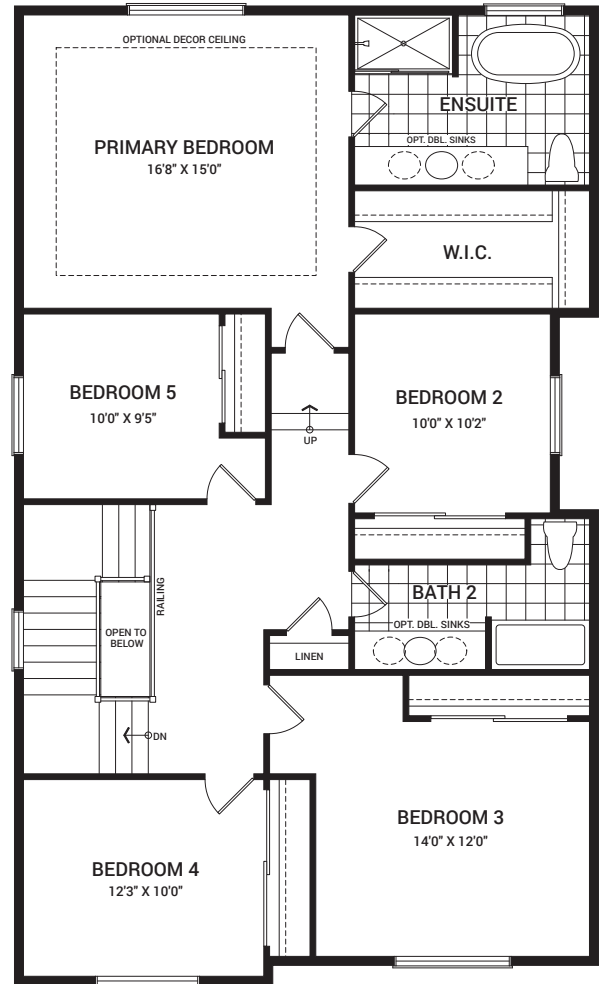 OPTIONAL DECOR CEILING
PRIMARY BEDROOM
16'8" X 15'0"
ENSUITE
OPT. DBL. SINKS
W.I.C.
BEDROOM 5
10'0" X 9'5"
BEDROOM 2
10'0" X 10'2"
UP
RAILING
OPEN TO
BELOW
BATH 2
OPT. DBL. SINKS
LINEN
DN
BEDROOM 3
14'0" X 12'0"
BEDROOM 4
12'3" X 10'0"